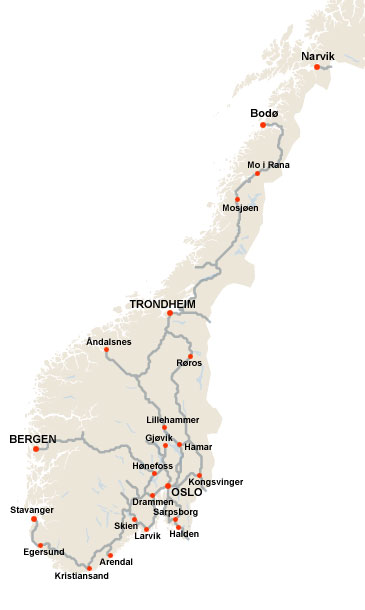 Narvik
Bodø
Mo i Rana
Mosjøen
TRONDHEIM
Åndalsnes
Røros
Lillehammer
Gjøvik
BERGEN
Hamar
Hønefoss
Kongsvinger
OSLO
Drammen
Stavanger
Sarpsborg
Skien
Larvik
Halden
Egersund
Arendal
Kristiansand